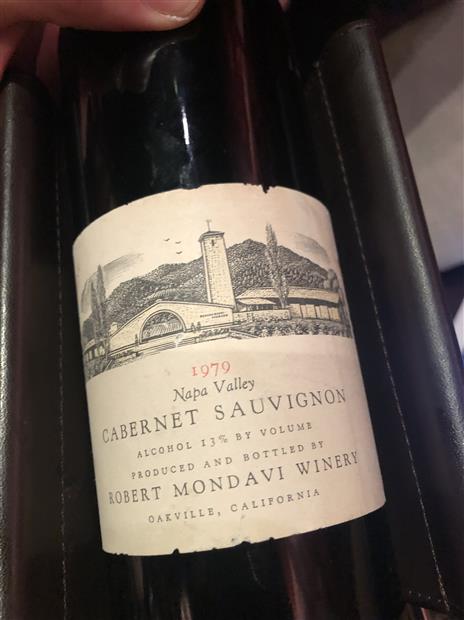 1979
Napa Valley
CABERNET SAUVIGNON
ALCOHOL 13% BY VOLUME
PRODUCED AND BOTTLED BY
ROBERT MONDAVI WINERY
OAKVILLE, CALIFORNIA